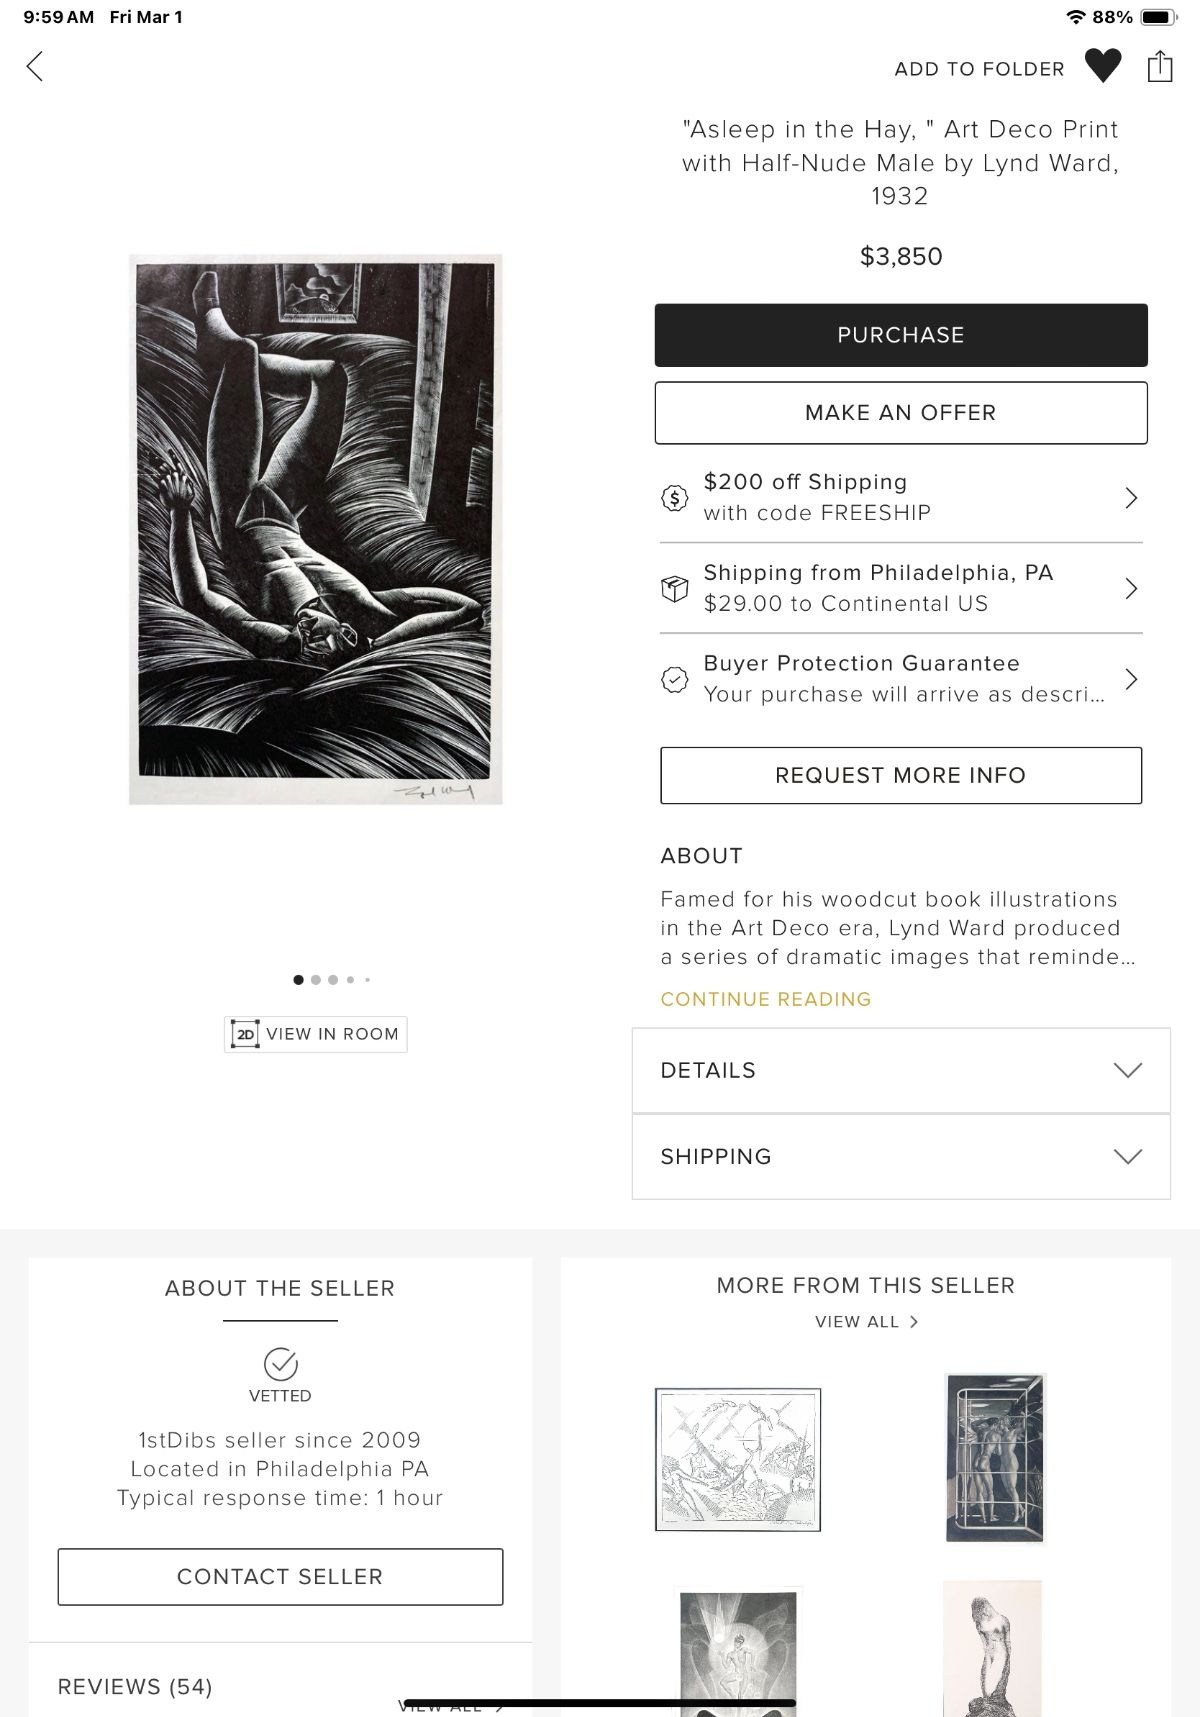 9:59 AM Fri Mar 1
88%
ADD TO FOLDER
"Asleep in the Hay, " Art Deco Print
with Half-Nude Male by Lynd Ward,
1932
$3,850
PURCHASE
MAKE AN OFFER
$200 off Shipping
with code FREESHIP
Shipping from Philadelphia, PA
$29.00 to Continental US
Buyer Protection Guarantee
Your purchase will arrive as descri...
REQUEST MORE INFO
ABOUT
Famed for his woodcut book illustrations
in the Art Deco era, Lynd Ward produced
a series of dramatic images that reminde...
CONTINUE READING
2D VIEW IN ROOM
DETAILS
SHIPPING
ABOUT THE SELLER
VETTED
1stDibs seller since 2009
Located in Philadelphia PA
Typical response time: 1 hour
CONTACT SELLER
REVIEWS (54)
VIEW ALL
MORE FROM THIS SELLER
VIEW ALL